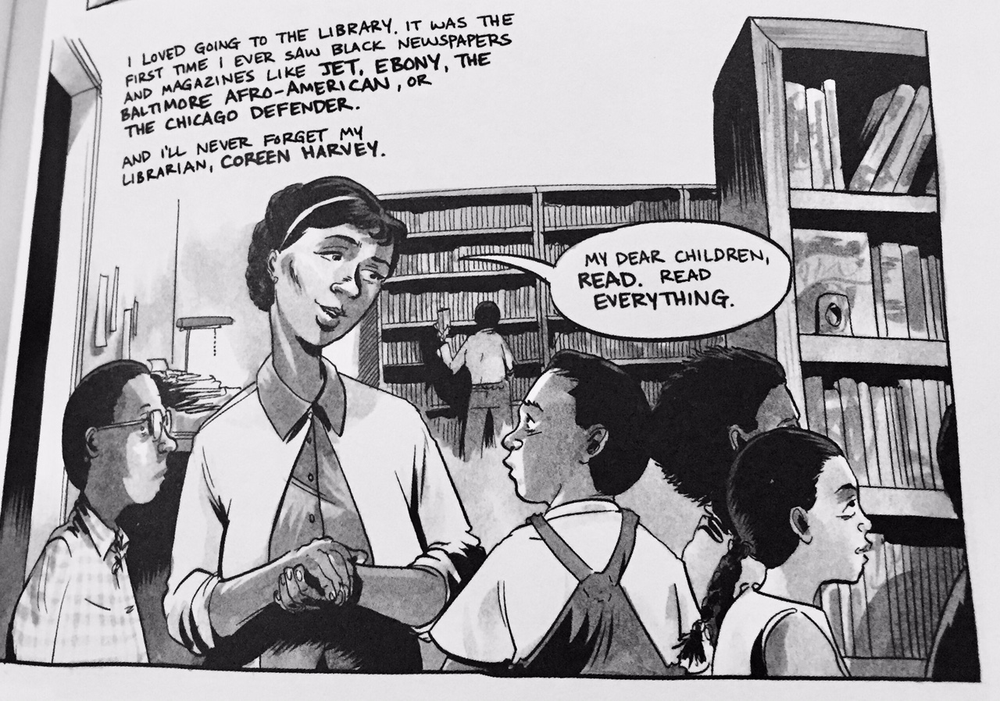 I LOVED GOING TO THE LIBRARY. IT WAS THE
FIRST TIME I EVER SAW BLACK NEWSPAPERS
AND MAGAZINES LIKE JET, EBONY, THE
BALTIMORE AFRO-AMERICAN, OR
THE CHICAGO DEFENDER.
AND I'LL NEVER FORGET MY
LIBRARIAN, COREEN HARVEY.
MY DEAR CHILDREN,
READ. READ
EVERYTHING.